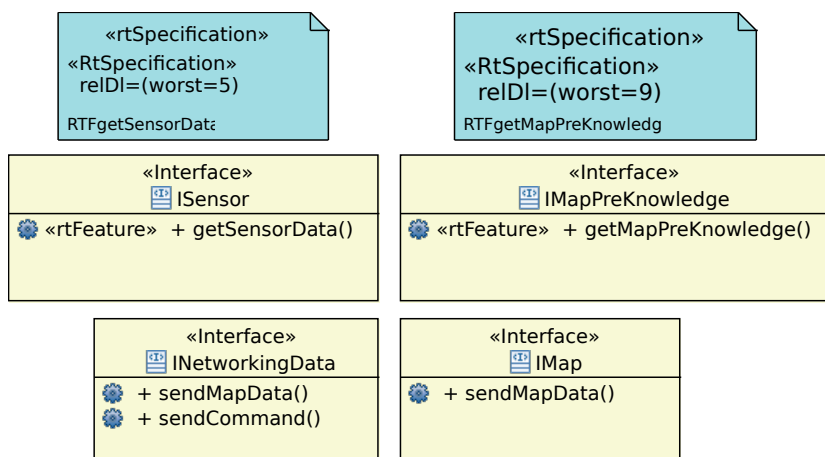 «rtSpecification»
«RtSpecification»
relDl=(worst=5)
RTFgetSensorData
«rtSpecification»
«RtSpecification»
relDl=(worst=9)
RTFgetMapPreKnowledg
«Interface»
ISensor
«rtFeature» + getSensorData()
«Interface»
IMapPreKnowledge
«rtFeature» + getMapPreKnowledge()
«Interface»
INetworkingData
+ sendMapData()
+ sendCommand()
«Interface»
IMap
+ sendMapData()